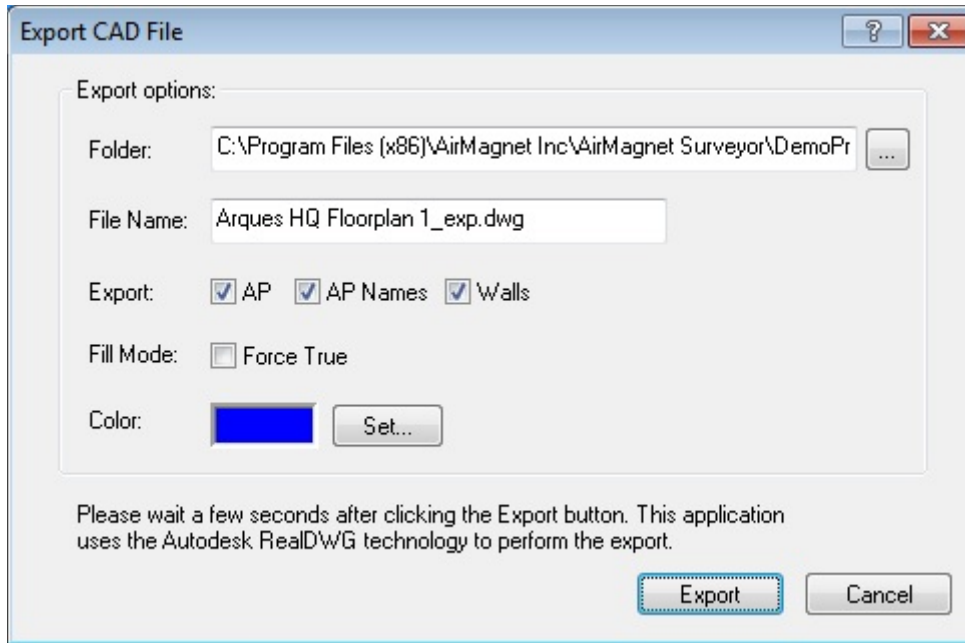 Export CAD File
?
Export options:
Folder: C:\Program Files (x86)\AirMagnet Inc\AirMagnet Surveyor\DemoPr ...
File Name: Arques HQ Floorplan 1_exp.dwg
Export: AP AP Names Walls
Fill Mode: Force True
Color: Set...
Please wait a few seconds after clicking the Export button. This application
uses the Autodesk RealDWG technology to perform the export.
Export Cancel